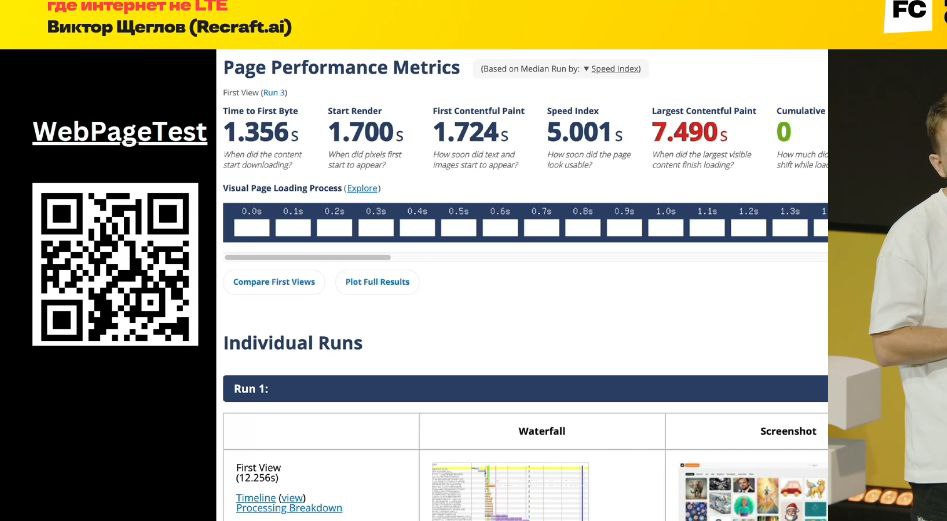 где интернет не LTE
Виктор Щеглов (Recraft.ai)
FC
WebPageTest
Page Performance Metrics (Based on Median Run by: ▼ Speed Index)
First View (Run 3)
Time to First Byte
1.356s
When did the content
start downloading?
Start Render
1.700s
When did pixels first
start to appear?
First Contentful Paint
1.724s
How soon did text and
images start to appear?
Speed Index
5.001s
How soon did the page
look usable?
Largest Contentful Paint
7.490s
When did the largest visible
content finish loading?
Cumulative
0
How much did
shift while load
Visual Page Loading Process (Explore)
0.0s 0.1s 0.2s 0.3s 0.4s 0.5s 0.6s 0.7s 0.8s 0.9s 1.0s 1.1s 1.2s 1.3s 1
Compare First Views Plot Full Results
Individual Runs
Run 1:
Waterfall Screenshot
First View
(12.256s)
Timeline (view)
Processing Breakdown